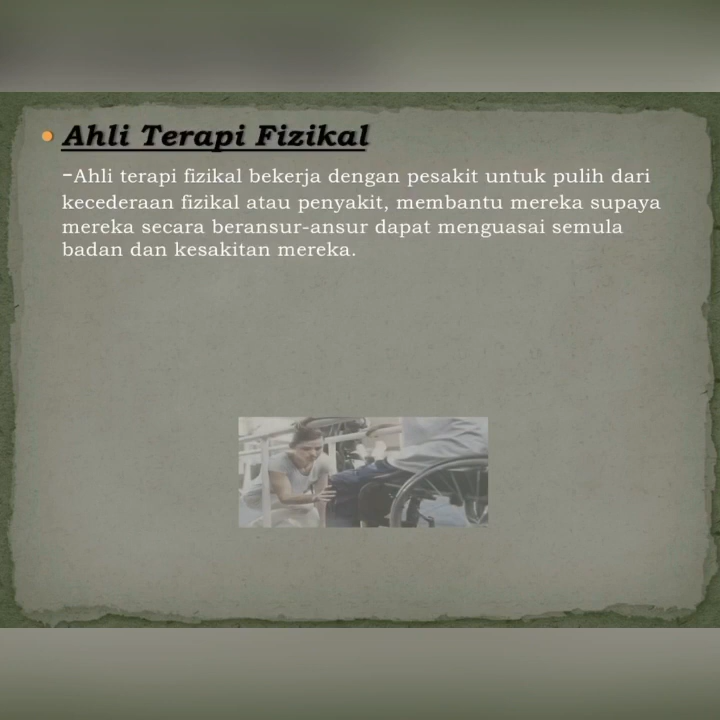 Ahli Terapi Fizikal
-Ahli terapi fizikal bekerja dengan pesakit untuk pulih dari
kecederaan fizikal atau penyakit, membantu mereka supaya
mereka secara beransur-ansur dapat menguasai semula
badan dan kesakitan mereka.